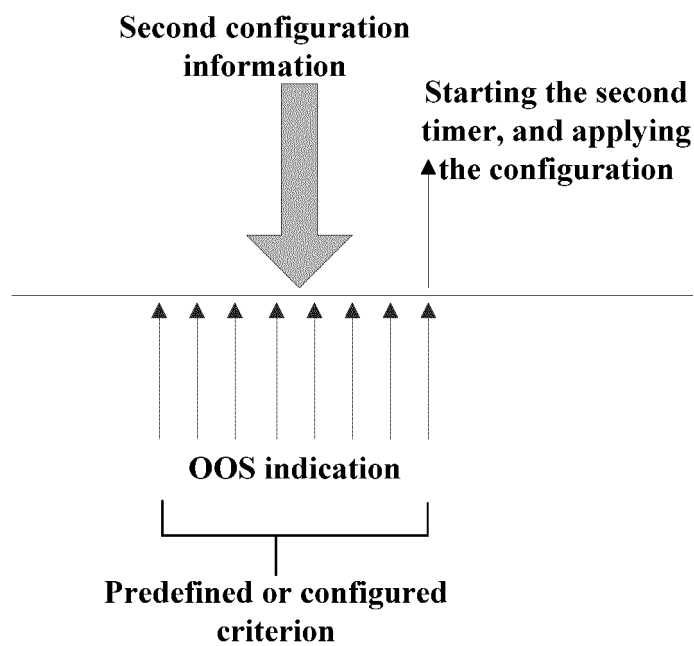 Second configuration
information
Starting the second
timer, and applying
the configuration
OOS indication
Predefined or configured
criterion